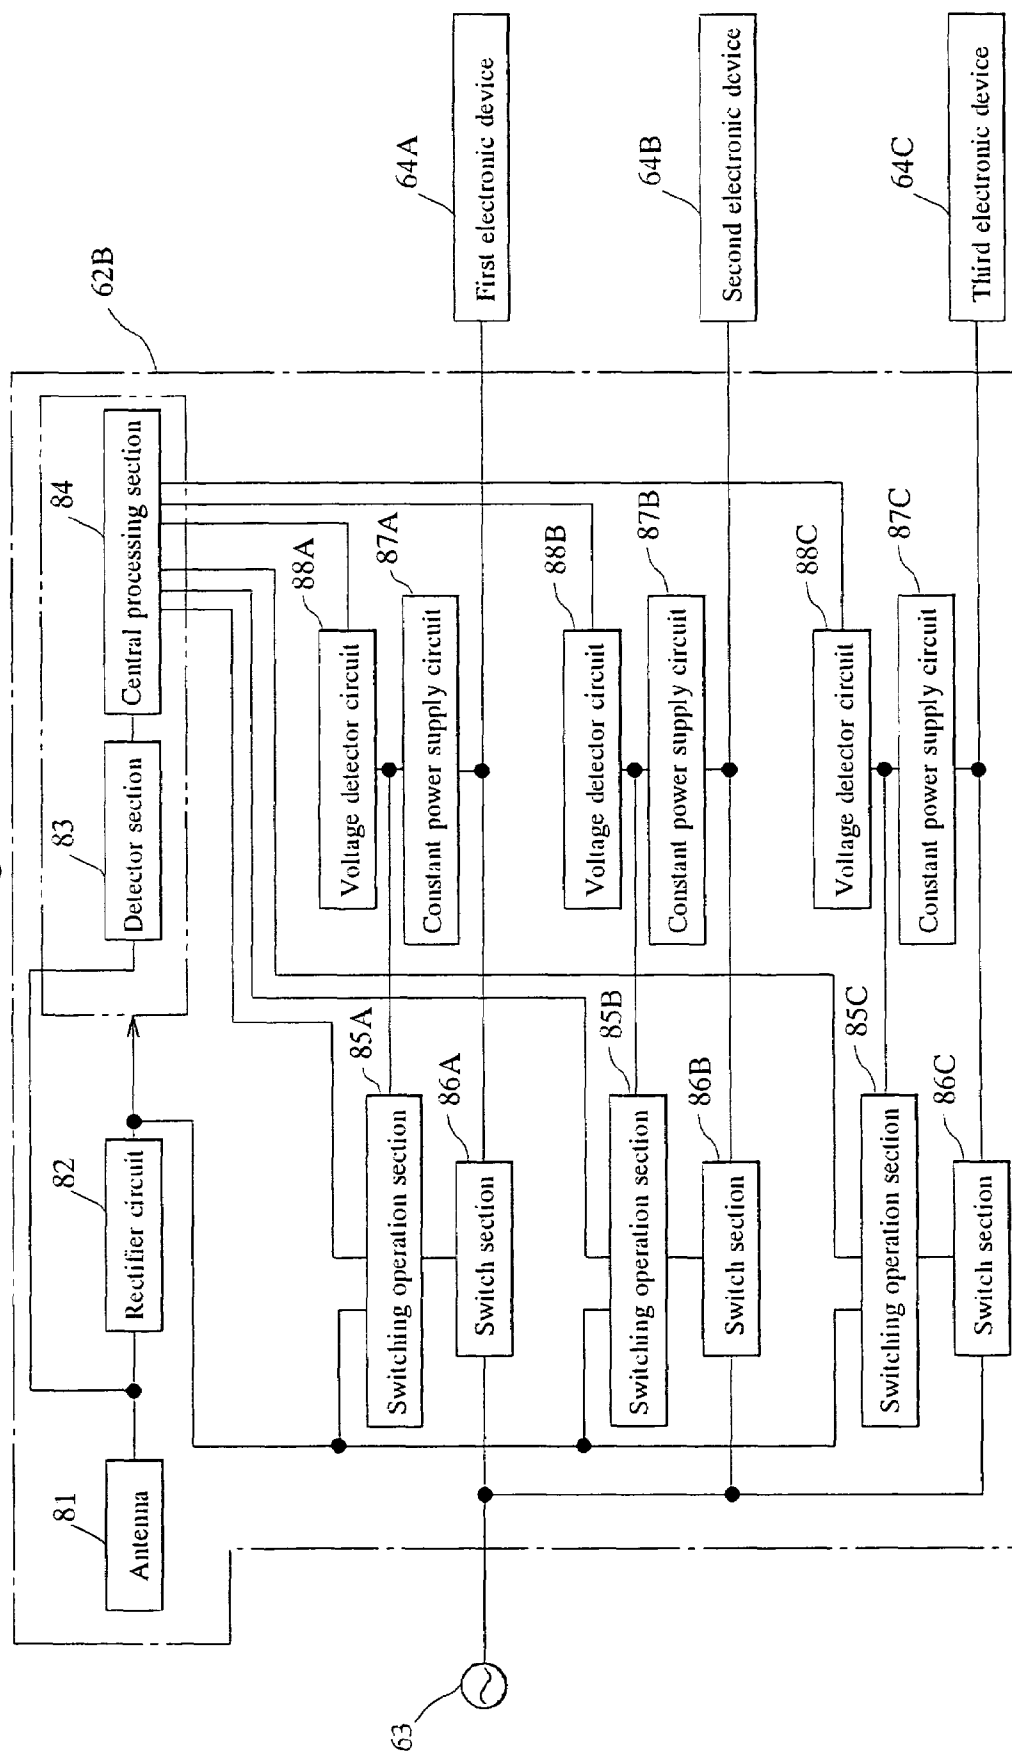 62B
81
Antenna
82
Rectifier circuit
83
Detector section
84
Central processing section
85A
Switching operation section
88A
Voltage detector circuit
87A
Constant power supply circuit
86A
Switch section
64A
First electronic device
63
85B
Switching operation section
88B
Voltage detector circuit
87B
Constant power supply circuit
86B
Switch section
64B
Second electronic device
85C
Switching operation section
88C
Voltage detector circuit
87C
Constant power supply circuit
86C
Switch section
64C
Third electronic device